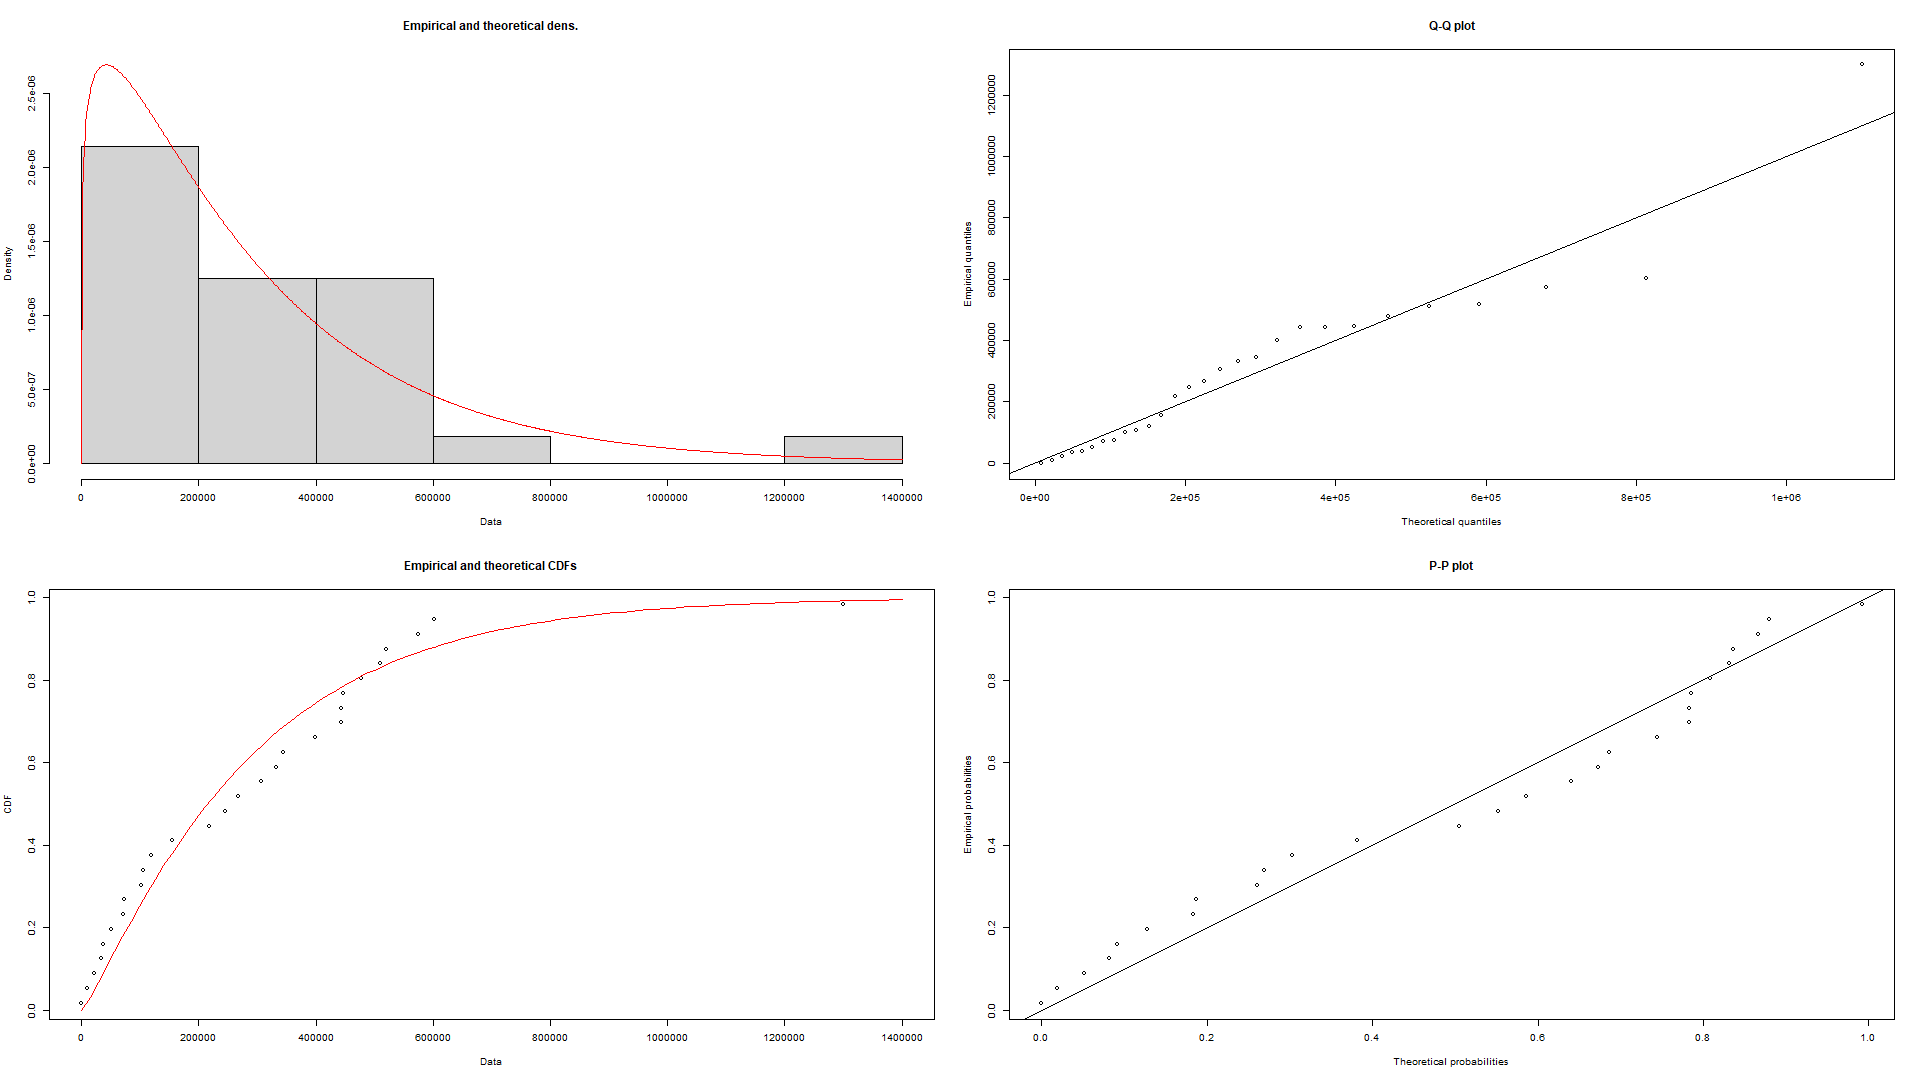 Empirical and theoretical dens.
Density
0.0e+00 5.0e-07 1.0e-06 1.5e-06 2.0e-06 2.5e-06
0 200000 400000 600000 800000 1000000 1200000 1400000
Data
Q-Q plot
Empirical quantiles
0 200000 400000 600000 800000 1000000 1200000
0e+00 2e+05 4e+05 6e+05 8e+05 1e+06
Theoretical quantiles
Empirical and theoretical CDFs
CDF
0.0 0.2 0.4 0.6 0.8 1.0
0 200000 400000 600000 800000 1000000 1200000 1400000
Data
P-P plot
Empirical probabilities
0.0 0.2 0.4 0.6 0.8 1.0
0.0 0.2 0.4 0.6 0.8 1.0
Theoretical probabilities